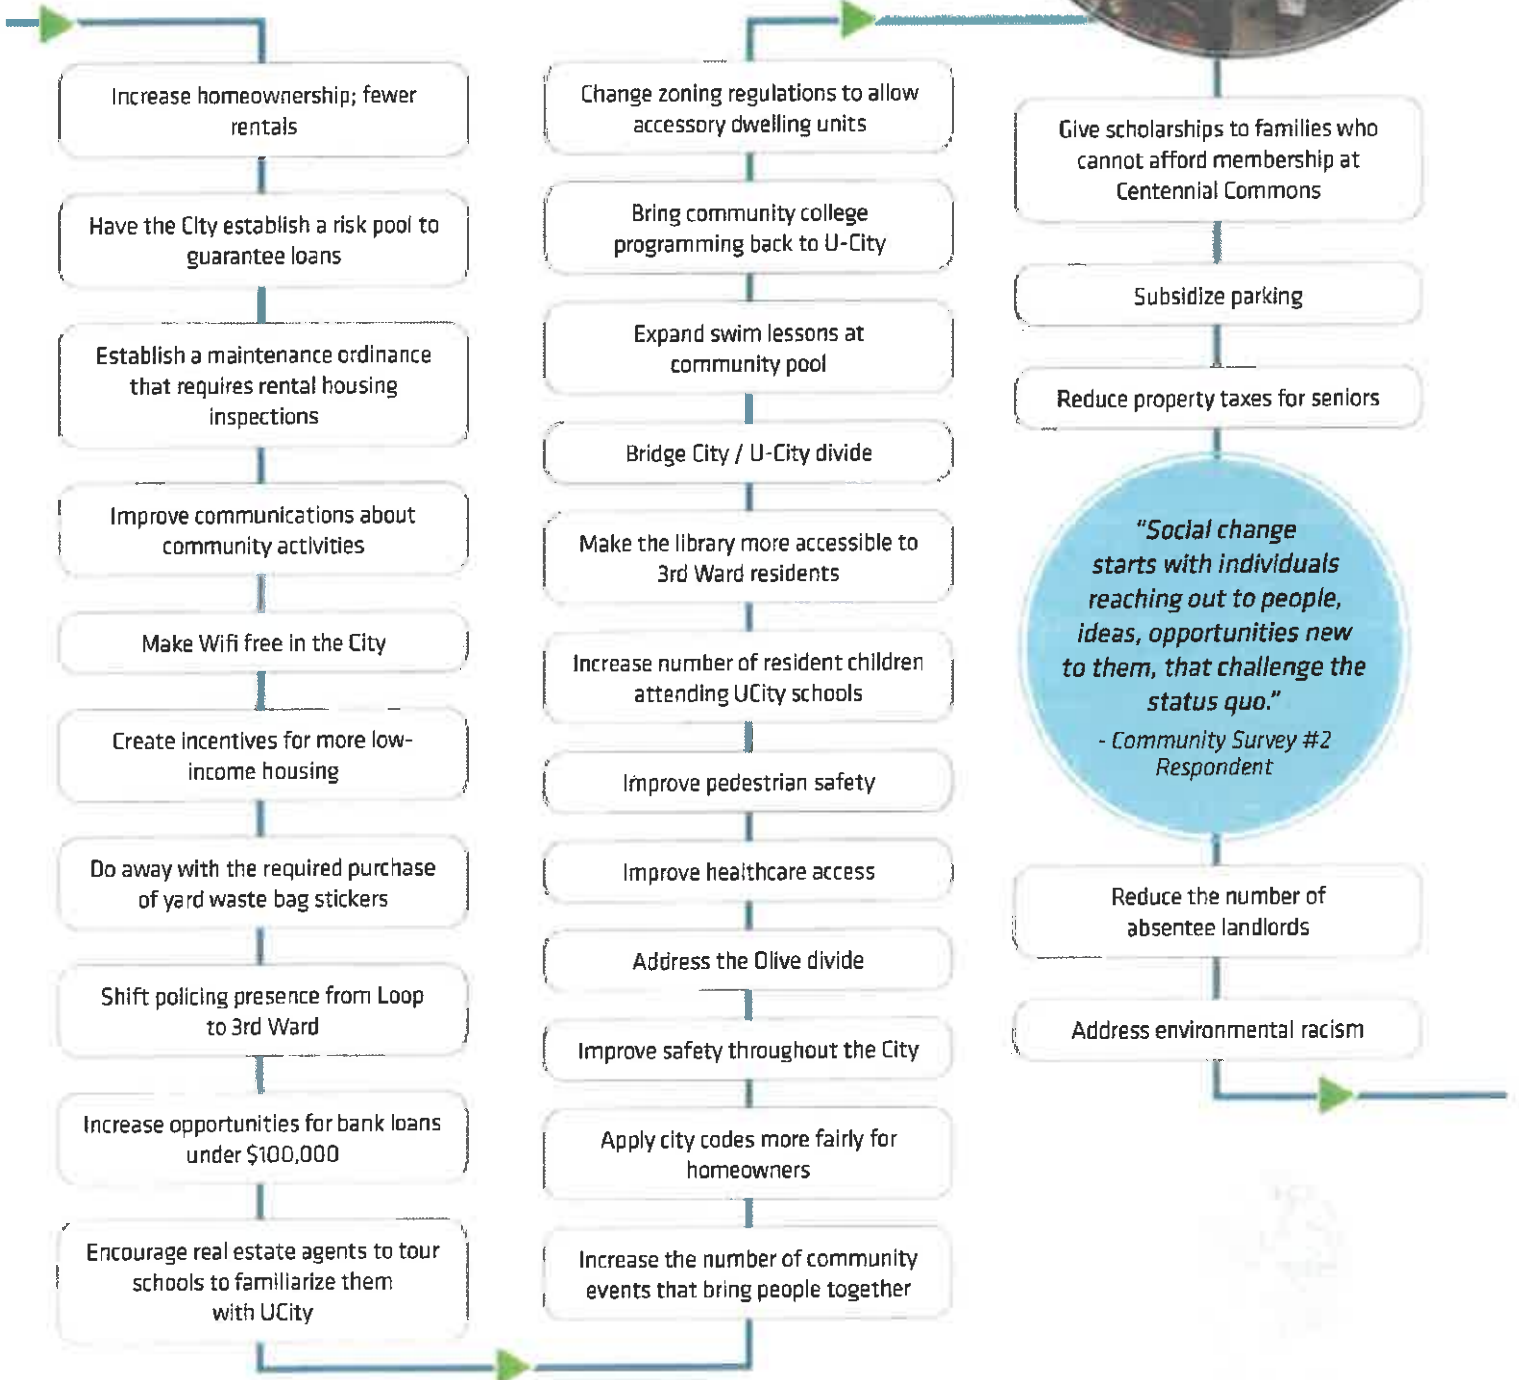 Increase homeownership; fewer
rentals
Have the City establish a risk pool to
guarantee loans
Establish a maintenance ordinance
that requires rental housing
inspections
Improve communications about
community activities
Make Wifi free in the City
Create incentives for more low-
income housing
Do away with the required purchase
of yard waste bag stickers
Shift policing presence from Loop
to 3rd Ward
Increase opportunities for bank loans
under $100,000
Encourage real estate agents to tour
schools to familiarize them
with UCity
Change zoning regulations to allow
accessory dwelling units
Bring community college
programming back to U-City
Expand swim lessons at
community pool
Bridge City / U-City divide
Make the library more accessible to
3rd Ward residents
Increase number of resident children
attending UCity schools
Improve pedestrian safety
Improve healthcare access
Address the Olive divide
Improve safety throughout the City
Apply city codes more fairly for
homeowners
Increase the number of community
events that bring people together
Give scholarships to families who
cannot afford membership at
Centennial Commons
Subsidize parking
Reduce property taxes for seniors
"Social change
starts with individuals
reaching out to people,
ideas, opportunities new
to them, that challenge the
status quo."
- Community Survey #2
Respondent
Reduce the number of
absentee landlords
Address environmental racism